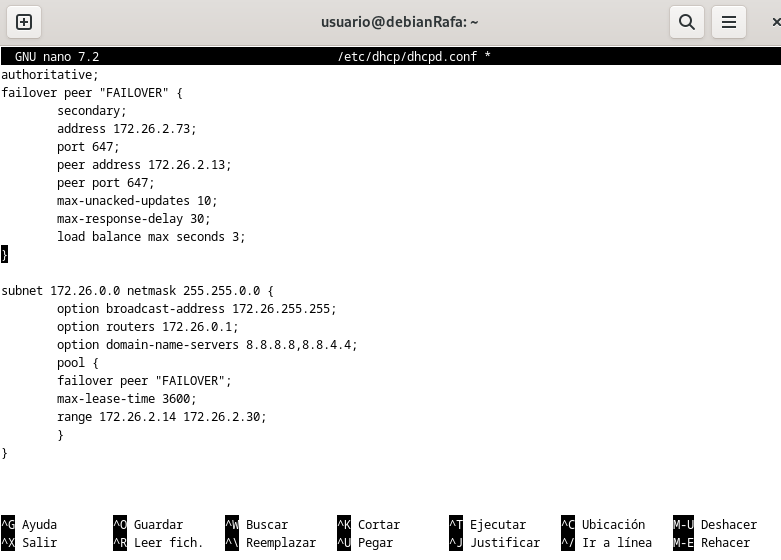 usuario@debianRafa: ~
GNU nano 7.2 /etc/dhcp/dhcpd.conf *
authoritative;
failover peer "FAILOVER" {
secondary;
address 172.26.2.73;
port 647;
peer address 172.26.2.13;
peer port 647;
max-unacked-updates 10;
max-response-delay 30;
load balance max seconds 3;
}
subnet 172.26.0.0 netmask 255.255.0.0 {
option broadcast-address 172.26.255.255;
option routers 172.26.0.1;
option domain-name-servers 8.8.8.8,8.8.4.4;
pool {
failover peer "FAILOVER";
max-lease-time 3600;
range 172.26.2.14 172.26.2.30;
}
}
^G Ayuda ^O Guardar ^W Buscar ^K Cortar ^T Ejecutar ^C Ubicación M-U Deshacer
^X Salir ^R Leer fich. ^\ Reemplazar ^U Pegar ^J Justificar ^/ Ir a línea M-E Rehacer